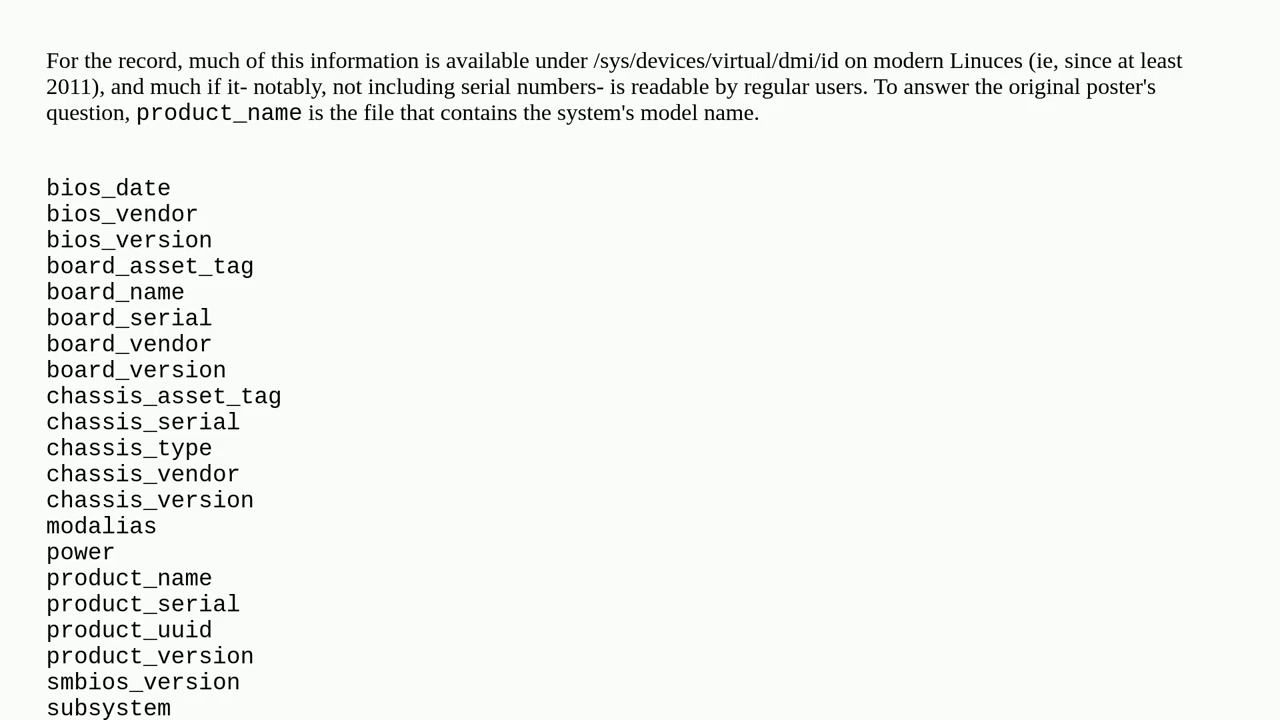 For the record, much of this information is available under /sys/devices/virtual/dmi/id on modern Linuces (ie, since at least
2011), and much if it- notably, not including serial numbers- is readable by regular users. To answer the original poster's
question, product_name is the file that contains the system's model name.
bios_date
bios_vendor
bios_version
board_asset_tag
board_name
board_serial
board_vendor
board_version
chassis_asset_tag
chassis_serial
chassis_type
chassis_vendor
chassis_version
modalias
power
product_name
product_serial
product_uuid
product_version
smbios_version
subsystem